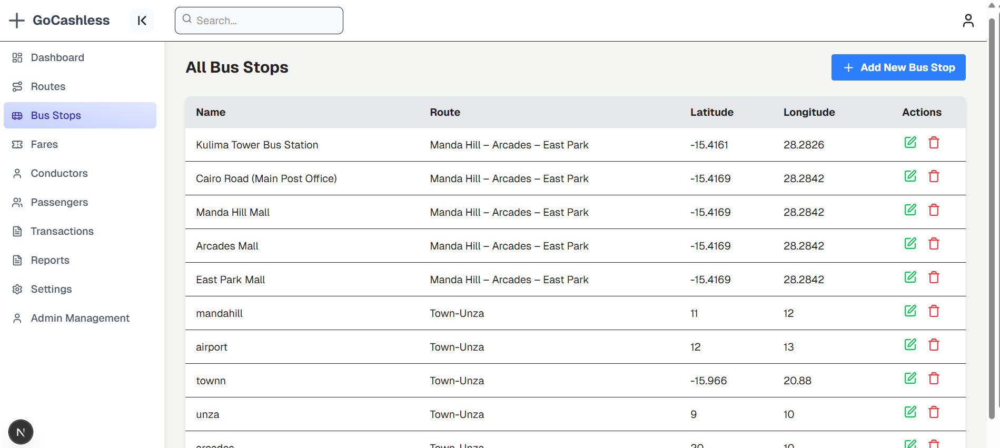 GoCashless
Search...
Dashboard
Routes
Bus Stops
Fares
Conductors
Passengers
Transactions
Reports
Settings
Admin Management
N
All Bus Stops
Add New Bus Stop
Name Route Latitude Longitude Actions
Kulima Tower Bus Station Manda Hill – Arcades – East Park -15.4161 28.2826
Cairo Road (Main Post Office) Manda Hill – Arcades – East Park -15.4169 28.2842
Manda Hill Mall Manda Hill – Arcades – East Park -15.4169 28.2842
Arcades Mall Manda Hill – Arcades – East Park -15.4169 28.2842
East Park Mall Manda Hill – Arcades – East Park -15.4169 28.2842
mandahill Town-Unza 11 12
airport Town-Unza 12 13
townn Town-Unza -15.966 20.88
unza Town-Unza 9 10
arcades Town-Unza 20 10